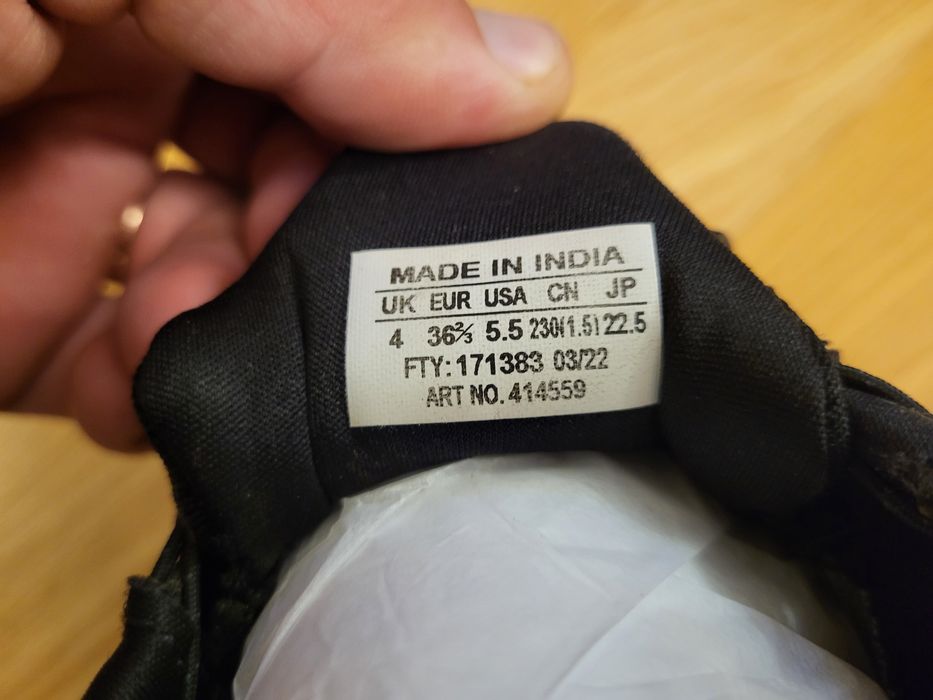 MADE IN INDIA
UK EUR USA CN JP
4 36⅔ 5.5 230(1.5) 22.5
FTY: 171383 03/22
ART NO. 414559